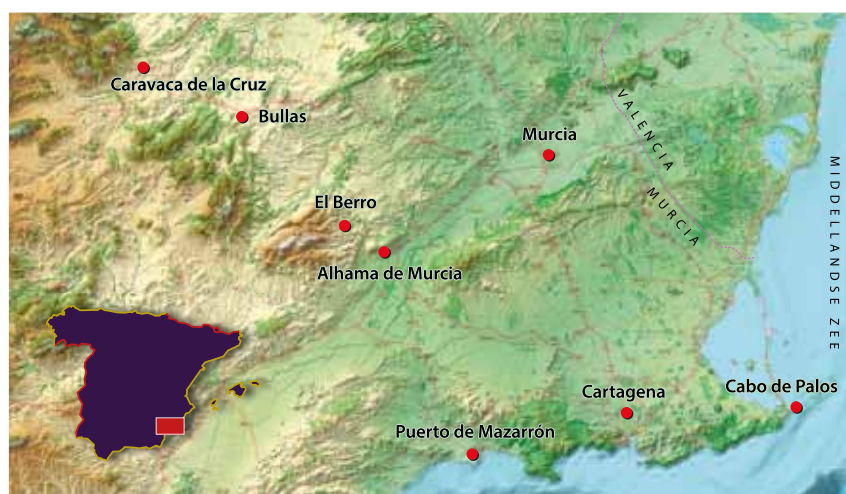 Caravaca de la Cruz
Bullas
Murcia
VALENCIA
MURCIA
MIDDELLANDSE ZEE
El Berro
Alhama de Murcia
Cartagena
Cabo de Palos
Puerto de Mazarrón